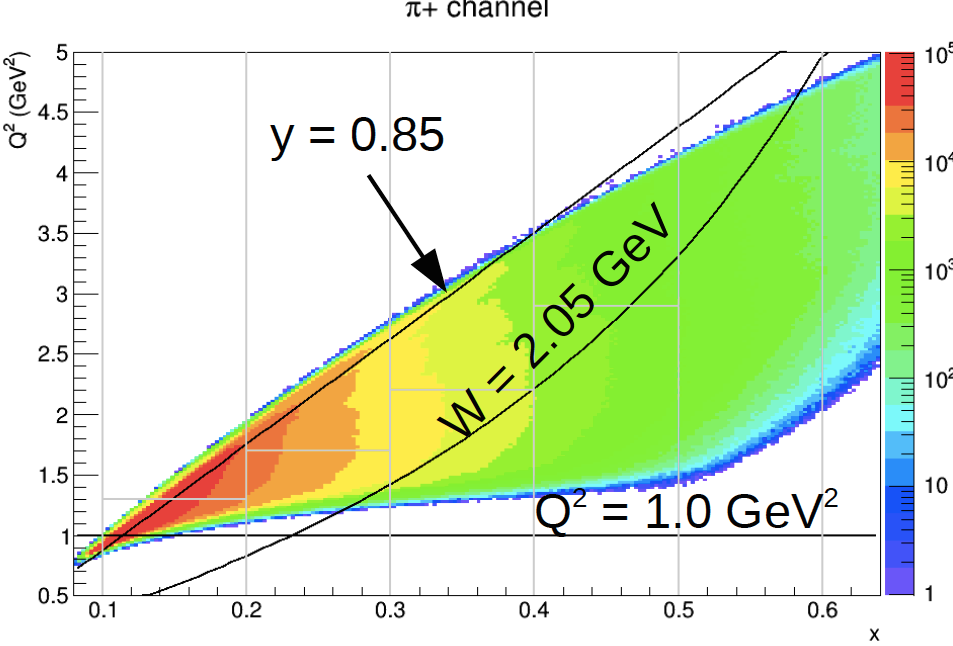 π+ channel
Q² (GeV²)
5
4.5
4
3.5
3
2.5
2
1.5
1
0.5
y = 0.85
W = 2.05 GeV
Q² = 1.0 GeV²
0.1 0.2 0.3 0.4 0.5 0.6
x
10⁵
10⁴
10³
10²
10
1